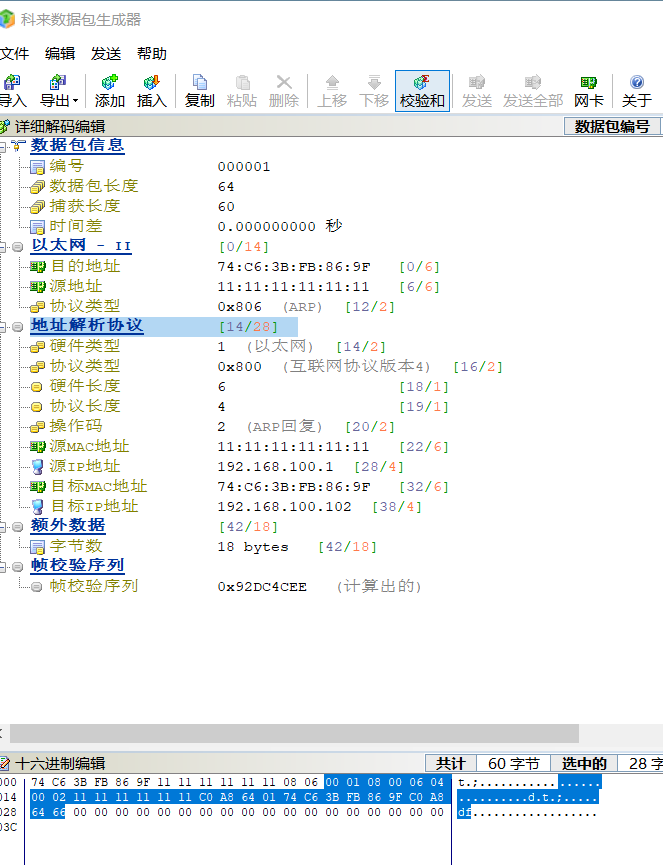 科来数据包生成器
文件 编辑 发送 帮助
导入 导出 添加 插入 复制 粘贴 删除 上移 下移 校验和 发送 发送全部 网卡 关于
详细解码编辑 数据包编号
数据包信息
编号 000001
数据包长度 64
捕获长度 60
时间差 0.000000000 秒
以太网 - II [0/14]
目的地址 74:C6:3B:FB:86:9F [0/6]
源地址 11:11:11:11:11:11 [6/6]
协议类型 0x806 (ARP) [12/2]
地址解析协议 [14/28]
硬件类型 1 (以太网) [14/2]
协议类型 0x800 (互联网协议版本4) [16/2]
硬件长度 6 [18/1]
协议长度 4 [19/1]
操作码 2 (ARP回复) [20/2]
源MAC地址 11:11:11:11:11:11 [22/6]
源IP地址 192.168.100.1 [28/4]
目标MAC地址 74:C6:3B:FB:86:9F [32/6]
目标IP地址 192.168.100.102 [38/4]
额外数据 [42/18]
字节数 18 bytes [42/18]
帧校验序列
帧校验序列 0x92DC4CEE (计算出的)
十六进制编辑 共计 60 字节 选中的 28 字
000 74 C6 3B FB 86 9F 11 11 11 11 11 11 08 06 00 01 08 00 06 04 t.;.................
014 00 02 11 11 11 11 11 11 C0 A8 64 01 74 C6 3B FB 86 9F C0 A8 ..........d.t.;.....
028 64 66 00 00 00 00 00 00 00 00 00 00 00 00 00 00 00 00 00 00 df..................
03C